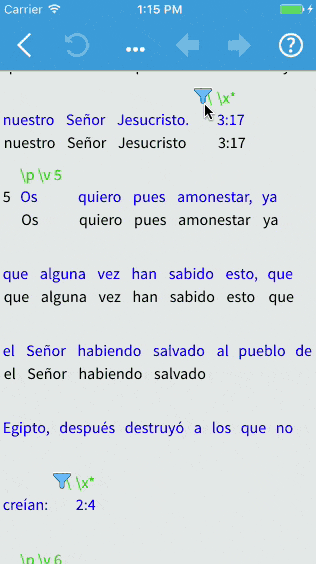 Carrier 1:15 PM
\x*
nuestro Señor Jesucristo. 3:17
nuestro Señor Jesucristo 3:17
\p \v 5
5 Os quiero pues amonestar, ya
Os quiero pues amonestar ya
que alguna vez han sabido esto, que
que alguna vez han sabido esto que
el Señor habiendo salvado al pueblo de
el Señor habiendo salvado
Egipto, después destruyó a los que no
\x*
creían: 2:4
\p \v 6